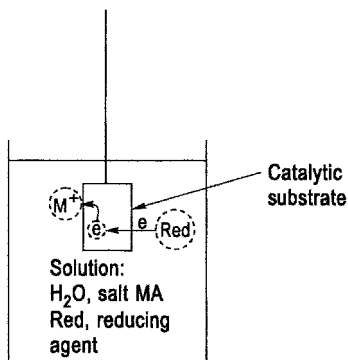 Catalytic
substrate
M⁺
e
e
Red
Solution:
H₂O, salt MA
Red, reducing
agent